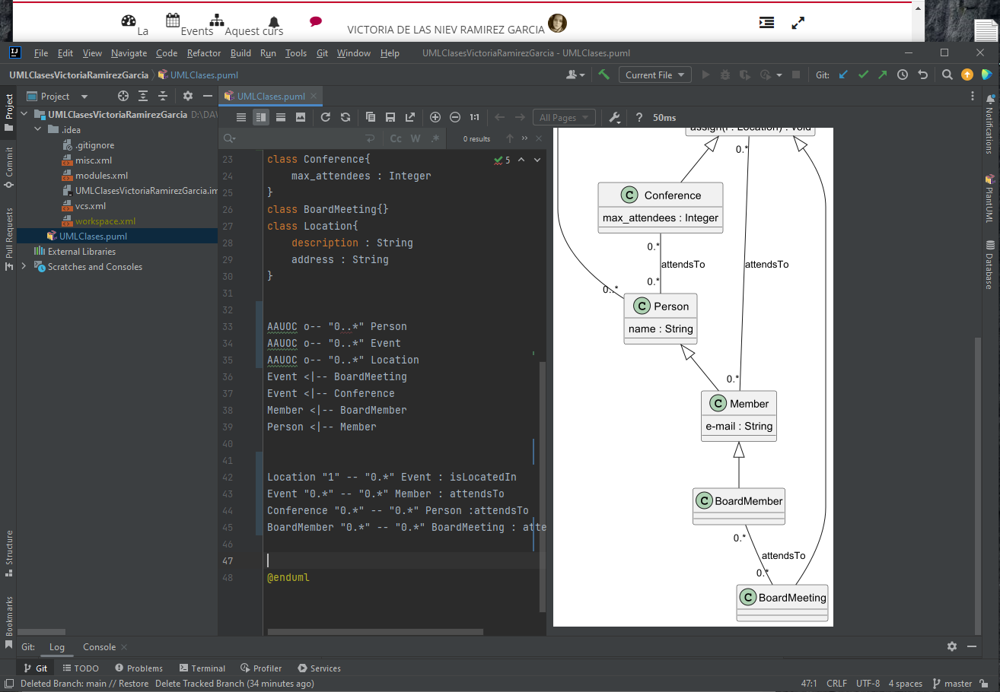 La
Events
Aquest curs
VICTORIA DE LAS NIEV RAMIREZ GARCIA
IJ
File Edit View Navigate Code Refactor Build Run Tools Git Window Help
UMLClasesVictoriaRamirezGarcia - UMLClases.puml
UMLClasesVictoriaRamirezGarcia
UMLClases.puml
Current File
Git:
Project
Project
UMLClases.puml
UMLClasesVictoriaRamirezGarcia D:\DAW
.idea
.gitignore
misc.xml
modules.xml
UMLClasesVictoriaRamirezGarcia.im
vcs.xml
workspace.xml
UMLClases.puml
External Libraries
Scratches and Consoles
Commit
Pull Requests
Structure
Bookmarks
1:1
All Pages
?
50ms
Cc W .*
0 results
5
23 class Conference{
24 max_attendees : Integer
25 }
26 class BoardMeeting{}
27 class Location{
28 description : String
29 address : String
30 }
31
32
33 AAUOC o-- "0..*" Person
34 AAUOC o-- "0..*" Event
35 AAUOC o-- "0..*" Location
36 Event <|-- BoardMeeting
37 Event <|-- Conference
38 Member <|-- BoardMember
39 Person <|-- Member
40
41
42 Location "1" -- "0.*" Event : isLocatedIn
43 Event "0.*" -- "0.*" Member : attendsTo
44 Conference "0.*" -- "0.*" Person :attendsTo
45 BoardMember "0.*" -- "0.*" BoardMeeting : atte
46
47
48 @enduml
assign(l : Location) : void
0.*
C Conference
max_attendees : Integer
0.*
attendsTo
attendsTo
0.*
0..*
C Person
name : String
0.*
C Member
e-mail : String
C BoardMember
0.*
attendsTo
0.*
C BoardMeeting
Notifications
PlantUML
Database
Git:
Log
Console
Git
TODO
Problems
Terminal
Profiler
Services
Deleted Branch: main // Restore Delete Tracked Branch (34 minutes ago)
47:1 CRLF UTF-8 4 spaces master